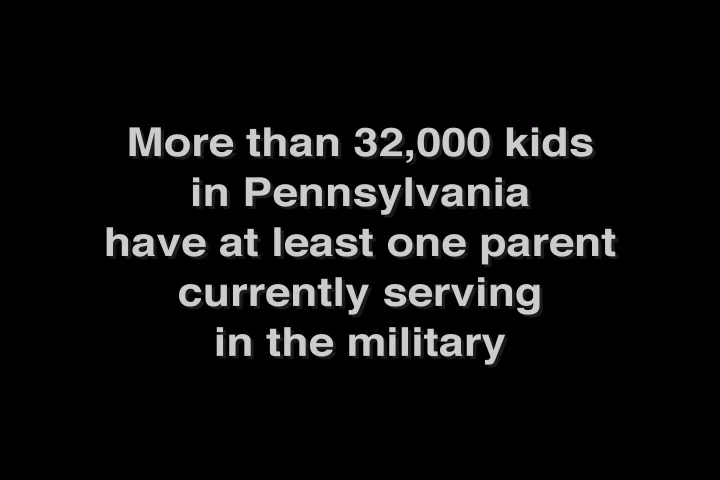 More than 32,000 kids
in Pennsylvania
have at least one parent
currently serving
in the military